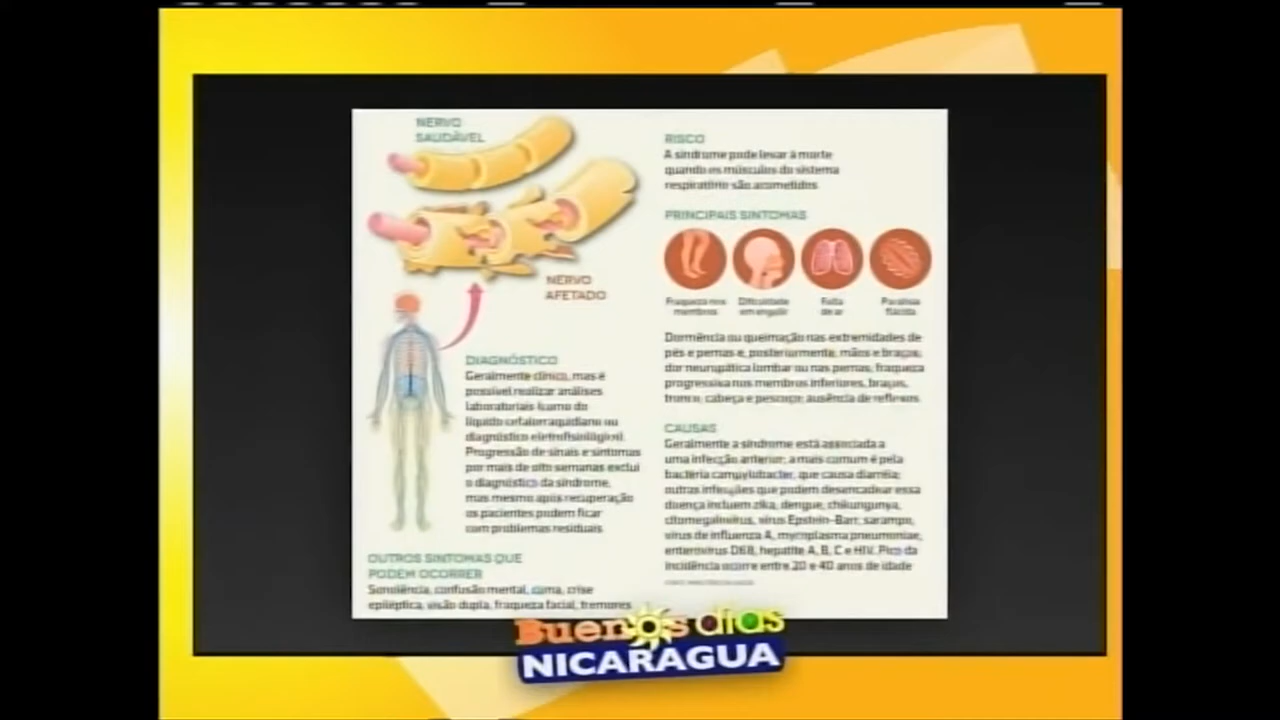 NERVO
SAUDÁVEL
NERVO
AFETADO
DIAGNÓSTICO
Geralmente clínico, mas é
possível realizar análises
laboratoriais (como do
líquido cefalorraquidiano ou
diagnóstico eletrofisiológico).
Progressão de sinais e sintomas
por mais de oito semanas exclui
o diagnóstico da síndrome,
mas mesmo após recuperação
os pacientes podem ficar
com problemas residuais
OUTROS SINTOMAS QUE
PODEM OCORRER
Sonolência, confusão mental, coma, crise
epiléptica, visão dupla, fraqueza facial, tremores
RISCO
A síndrome pode levar à morte
quando os músculos do sistema
respiratório são acometidos
PRINCIPAIS SINTOMAS
Fraqueza nos
membros
Dificuldade
em engolir
Falta
de ar
Paralisia
flácida
Dormência ou queimação nas extremidades de
pés e pernas e, posteriormente, mãos e braços,
dor neuropática lombar ou nas pernas, fraqueza
progressiva nos membros inferiores, braços,
tronco, cabeça e pescoço; ausência de reflexos
CAUSAS
Geralmente a síndrome está associada a
uma infecção anterior; a mais comum é pela
bactéria campylobacter, que causa diarréia;
outras infecções que podem desencadear essa
doença incluem zika, dengue, chikungunya,
citomegalovírus, vírus Epstein-Barr, sarampo,
vírus de influenza A, mycoplasma pneumoniae,
enterovirus D68, hepatite A, B, C e HIV. Pico da
incidência ocorre entre 20 e 40 anos de idade
Buenos dias
NICARAGUA